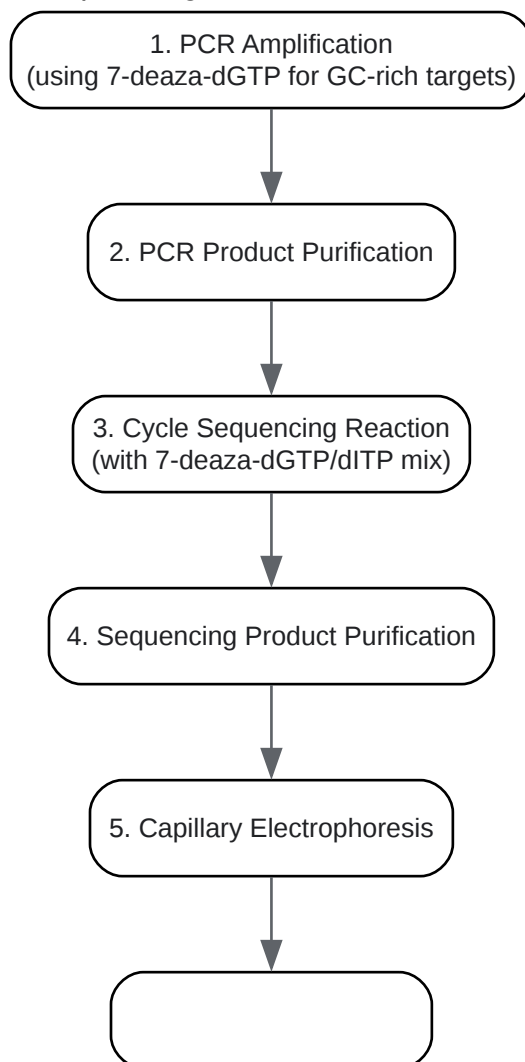 1. PCR Amplification
(using 7-deaza-dGTP for GC-rich targets)
2. PCR Product Purification
3. Cycle Sequencing Reaction
(with 7-deaza-dGTP/dITP mix)
4. Sequencing Product Purification
5. Capillary Electrophoresis